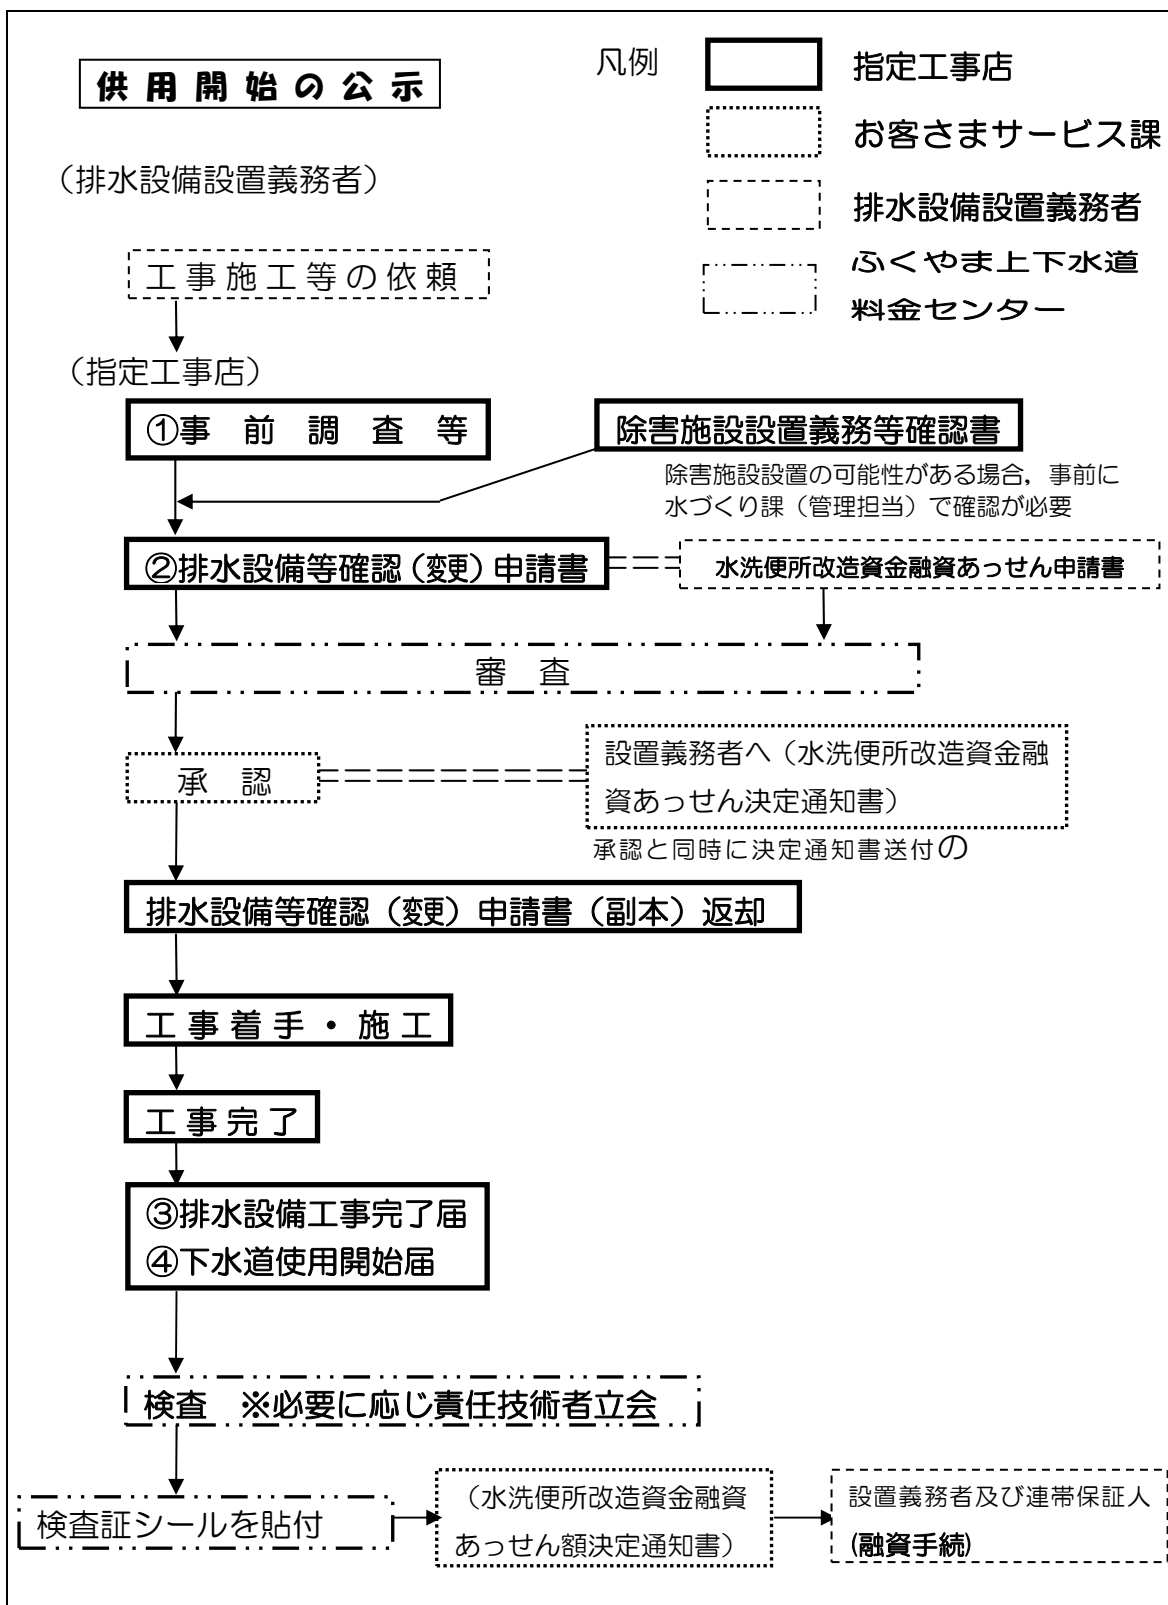 供用開始の公示
凡例
指定工事店
お客さまサービス課
排水設備設置義務者
ふくやま上下水道
料金センター
（排水設備設置義務者）
工事施工等の依頼
（指定工事店）
①事前調査等
除害施設設置義務等確認書
除害施設設置の可能性がある場合，事前に
水づくり課（管理担当）で確認が必要
②排水設備等確認（変更）申請書
水洗便所改造資金融資あっせん申請書
審査
承認
設置義務者へ（水洗便所改造資金融
資あっせん決定通知書）
承認と同時に決定通知書送付の
排水設備等確認（変更）申請書（副本）返却
工事着手・施工
工事完了
③排水設備工事完了届
④下水道使用開始届
検査　※必要に応じ責任技術者立会
検査証シールを貼付
（水洗便所改造資金融資
あっせん額決定通知書）
設置義務者及び連帯保証人
(融資手続)